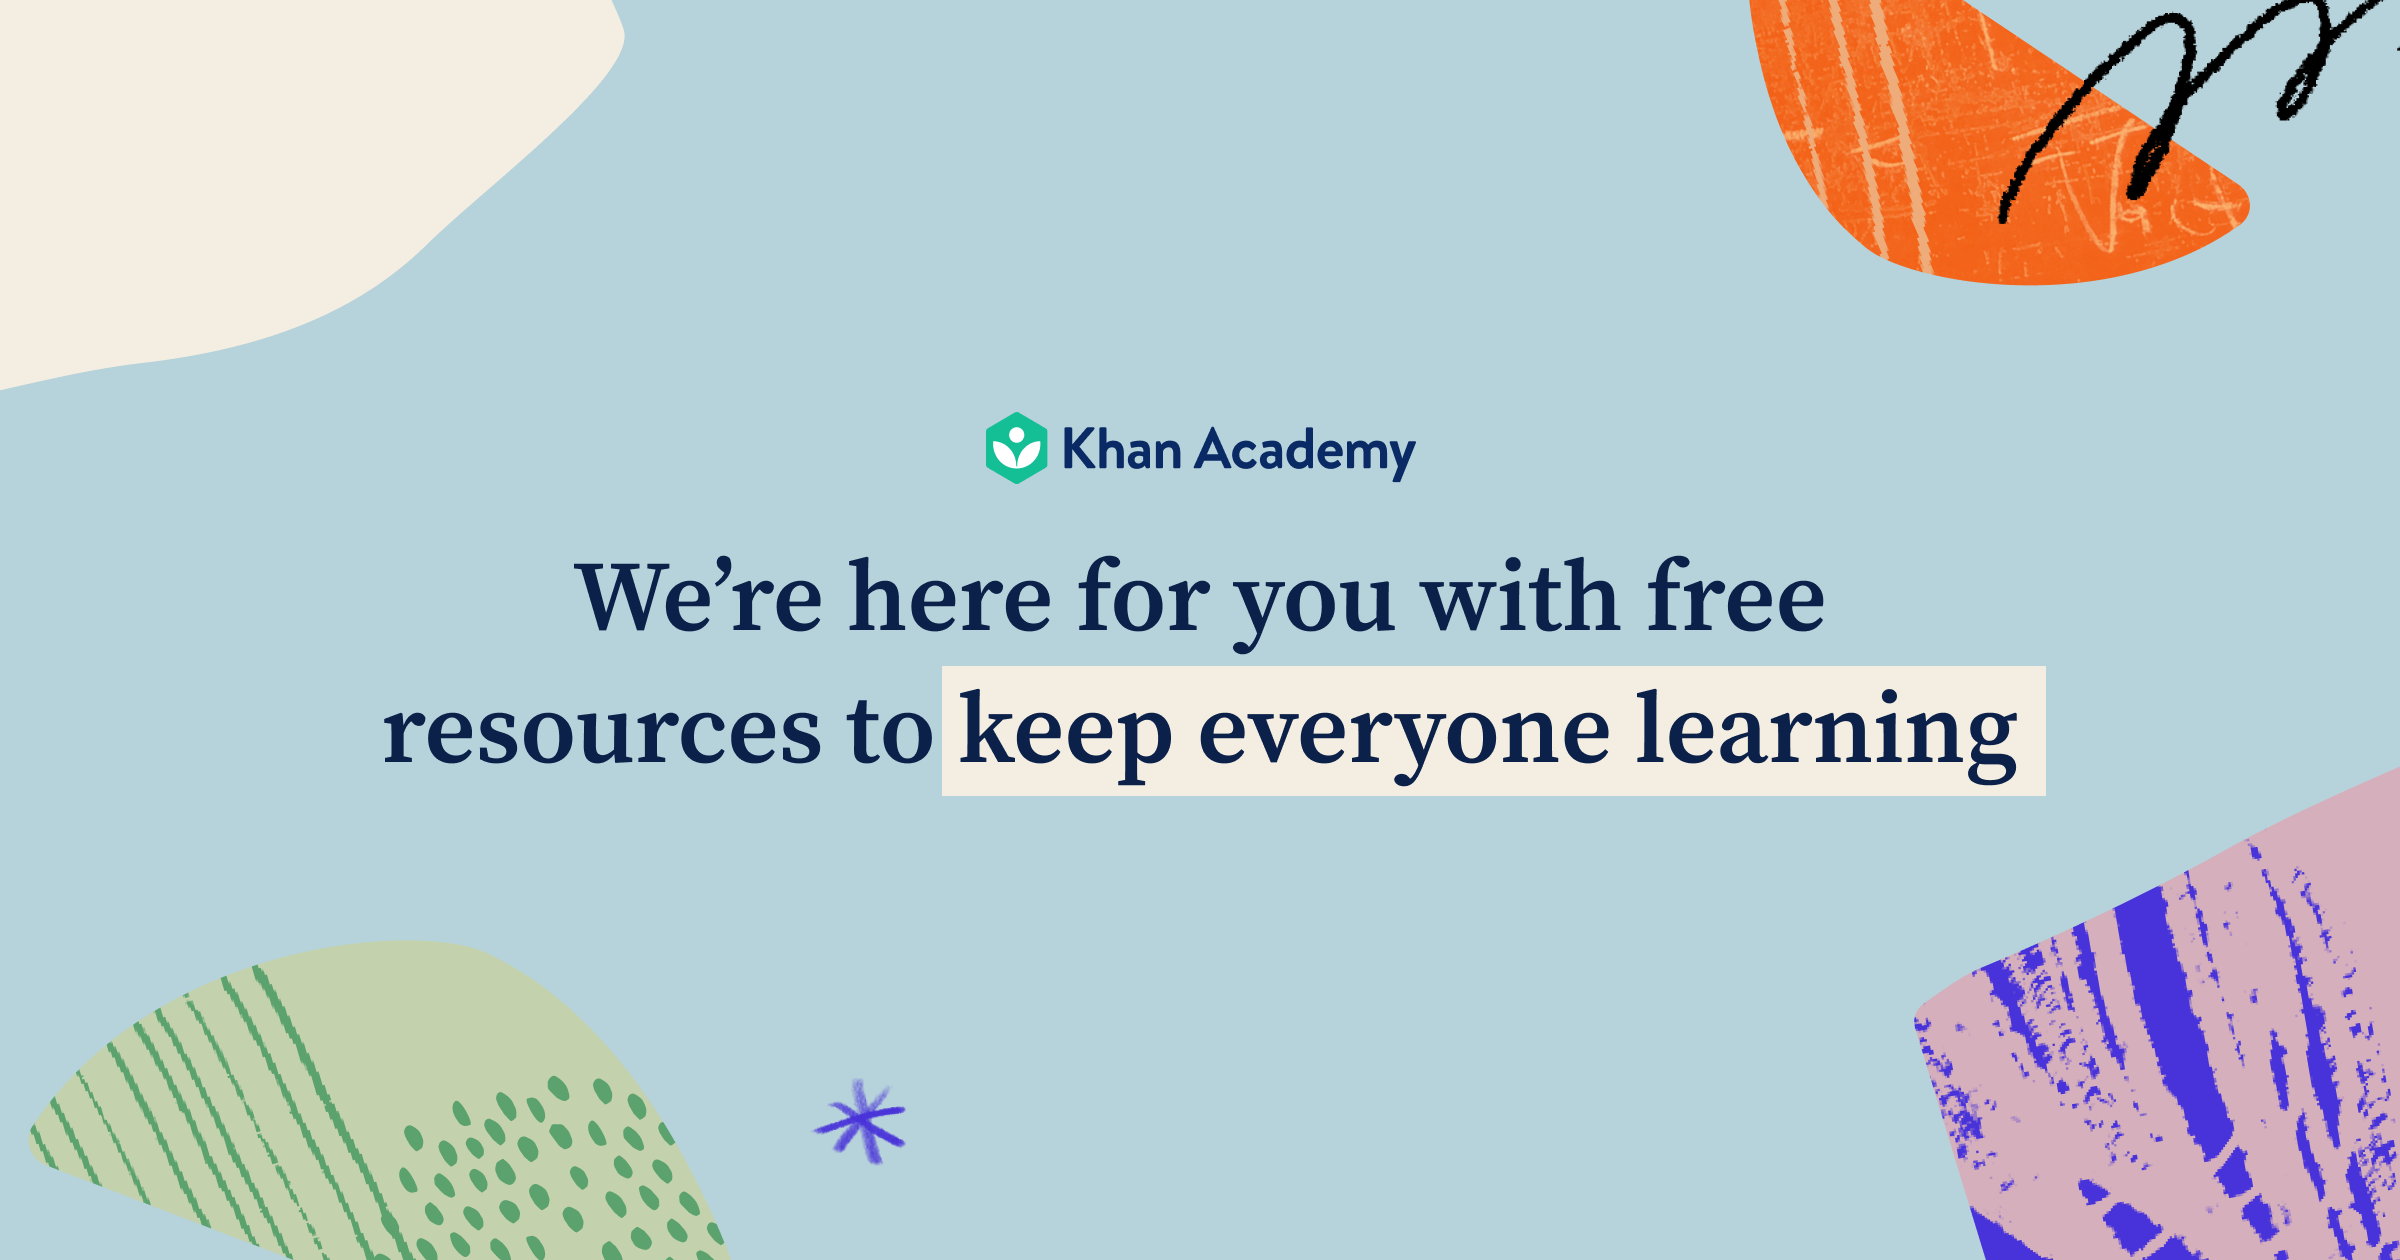 Khan Academy
We’re here for you with free
resources to keep everyone learning